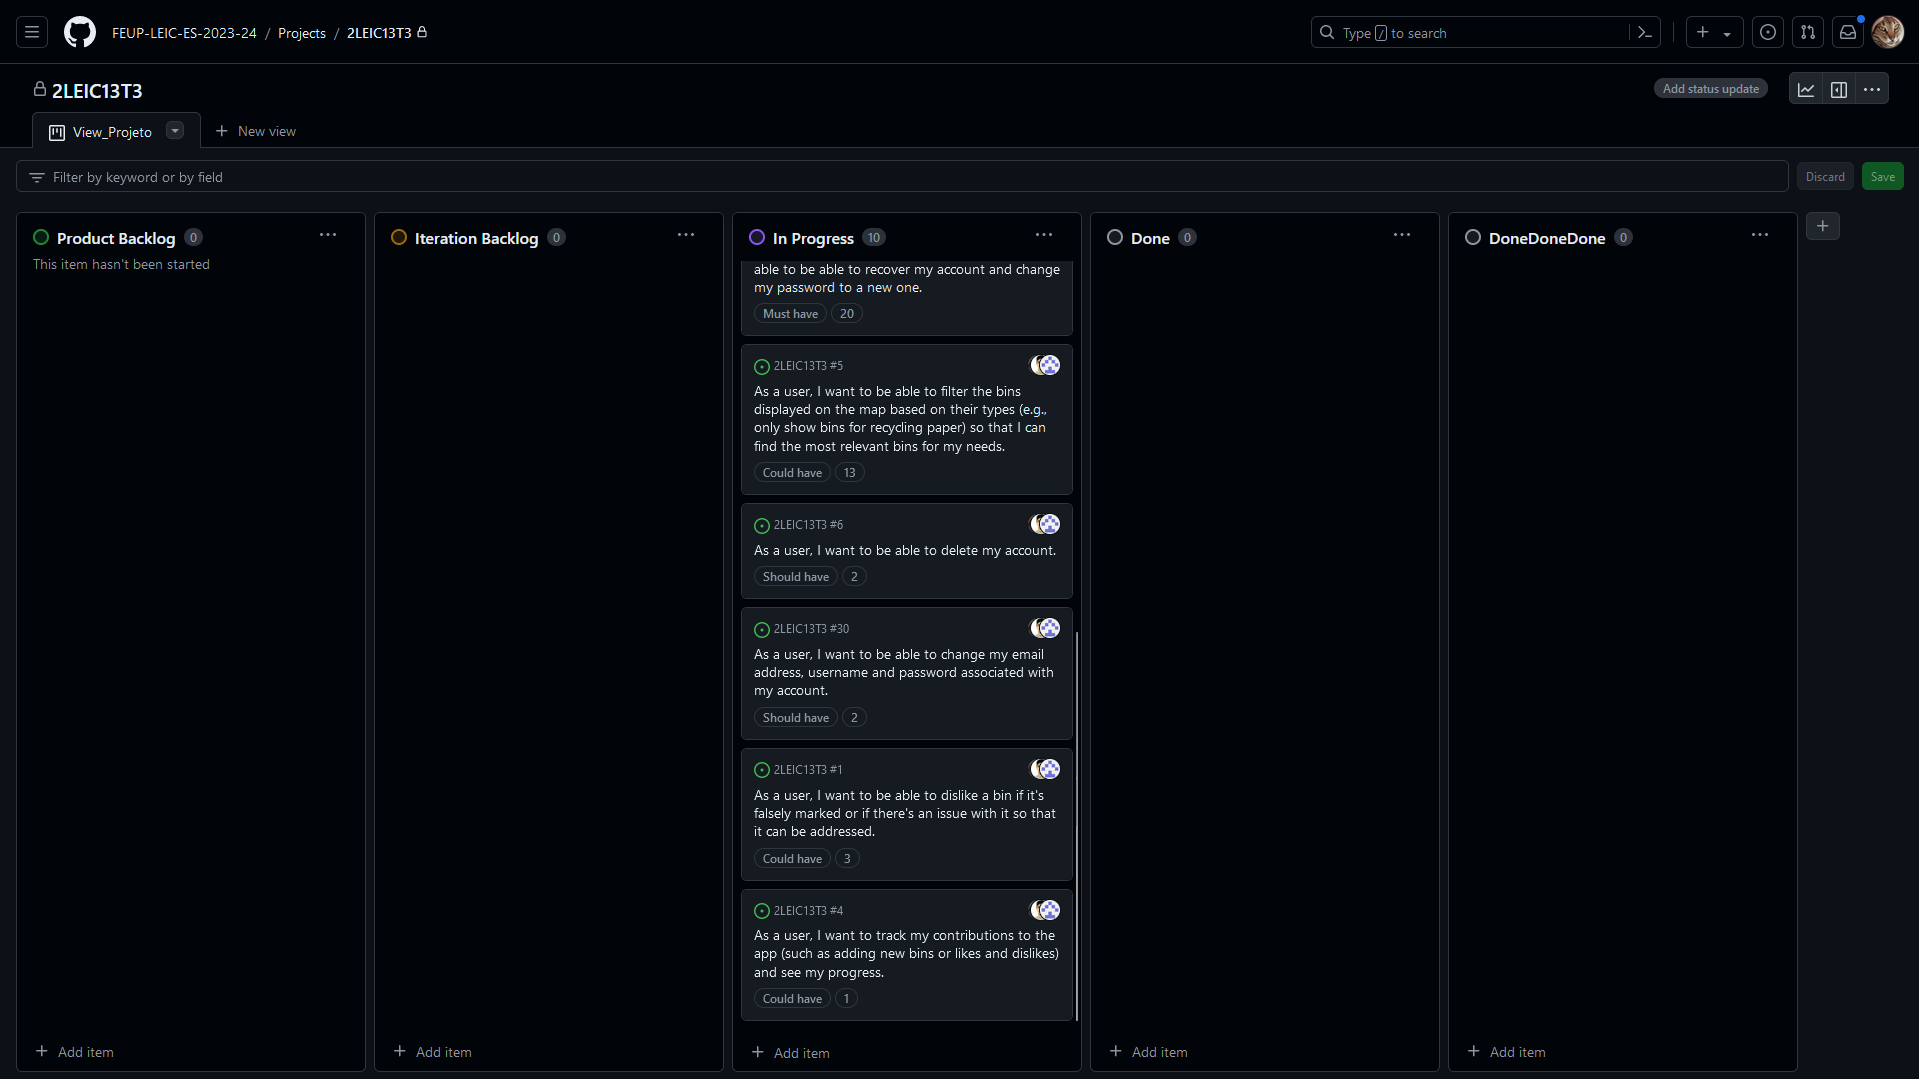 FEUP-LEIC-ES-2023-24 / Projects / 2LEIC13T3
Type / to search
2LEIC13T3
Add status update
View_Projeto
New view
Filter by keyword or by field
Discard
Save
Product Backlog 0
This item hasn't been started
Add item
Iteration Backlog 0
Add item
In Progress 10
able to be able to recover my account and change
my password to a new one.
Must have 20
2LEIC13T3 #5
As a user, I want to be able to filter the bins
displayed on the map based on their types (e.g.,
only show bins for recycling paper) so that I can
find the most relevant bins for my needs.
Could have 13
2LEIC13T3 #6
As a user, I want to be able to delete my account.
Should have 2
2LEIC13T3 #30
As a user, I want to be able to change my email
address, username and password associated with
my account.
Should have 2
2LEIC13T3 #1
As a user, I want to be able to dislike a bin if it's
falsely marked or if there's an issue with it so that
it can be addressed.
Could have 3
2LEIC13T3 #4
As a user, I want to track my contributions to the
app (such as adding new bins or likes and dislikes)
and see my progress.
Could have 1
Add item
Done 0
Add item
DoneDoneDone 0
Add item